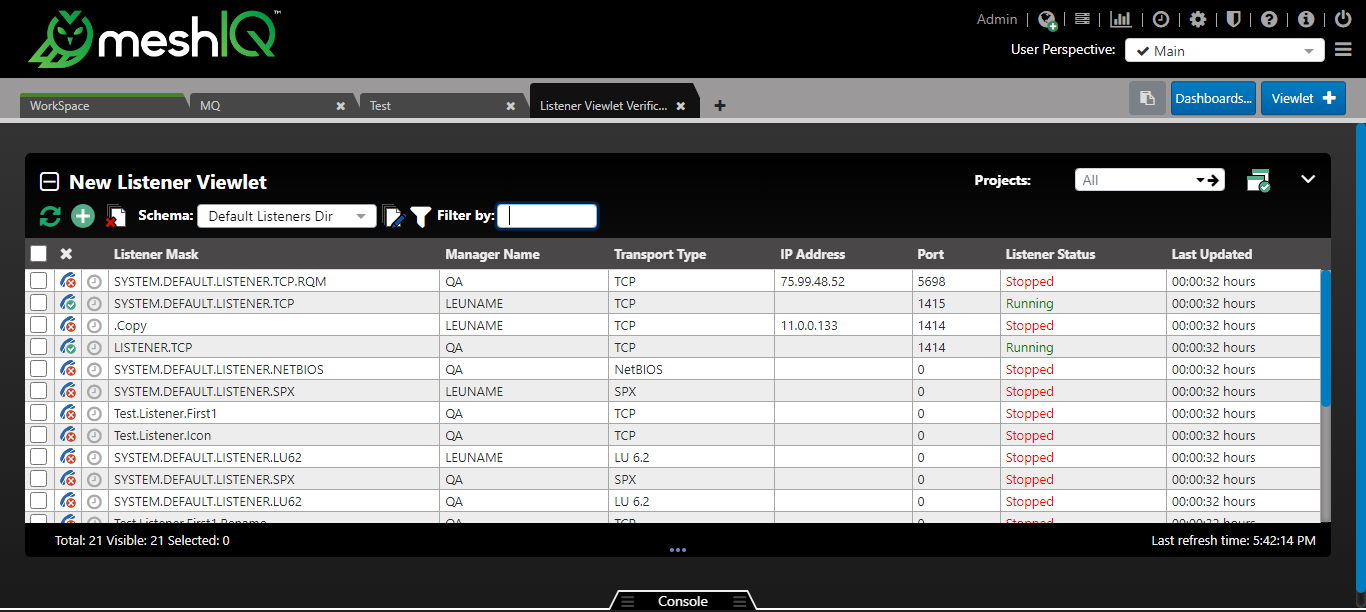 meshIQ™
Admin
User Perspective: Main
WorkSpace MQ Test Listener Viewlet Verific... Dashboards... Viewlet
New Listener Viewlet Projects: All
Schema: Default Listeners Dir Filter by:
Listener Mask Manager Name Transport Type IP Address Port Listener Status Last Updated
SYSTEM.DEFAULT.LISTENER.TCP.RQM QA TCP 75.99.48.52 5698 Stopped 00:00:32 hours
SYSTEM.DEFAULT.LISTENER.TCP LEUNAME TCP 1415 Running 00:00:32 hours
.Copy LEUNAME TCP 11.0.0.133 1414 Stopped 00:00:32 hours
LISTENER.TCP QA TCP 1414 Running 00:00:32 hours
SYSTEM.DEFAULT.LISTENER.NETBIOS QA NetBIOS 0 Stopped 00:00:32 hours
SYSTEM.DEFAULT.LISTENER.SPX LEUNAME SPX 0 Stopped 00:00:32 hours
Test.Listener.First1 QA TCP 0 Stopped 00:00:32 hours
Test.Listener.Icon QA TCP 0 Stopped 00:00:32 hours
SYSTEM.DEFAULT.LISTENER.LU62 LEUNAME LU 6.2 0 Stopped 00:00:32 hours
SYSTEM.DEFAULT.LISTENER.SPX QA SPX 0 Stopped 00:00:32 hours
SYSTEM.DEFAULT.LISTENER.LU62 QA LU 6.2 0 Stopped 00:00:32 hours
Test.Listener.First1.Rename QA TCP 0 Stopped 00:00:32 hours
Total: 21 Visible: 21 Selected: 0 Last refresh time: 5:42:14 PM
Console